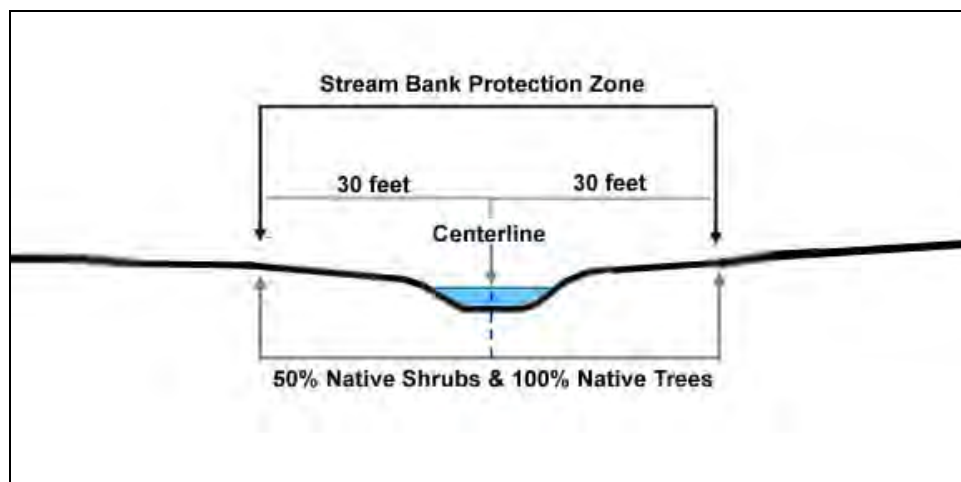 Stream Bank Protection Zone
30 feet
30 feet
Centerline
50% Native Shrubs & 100% Native Trees